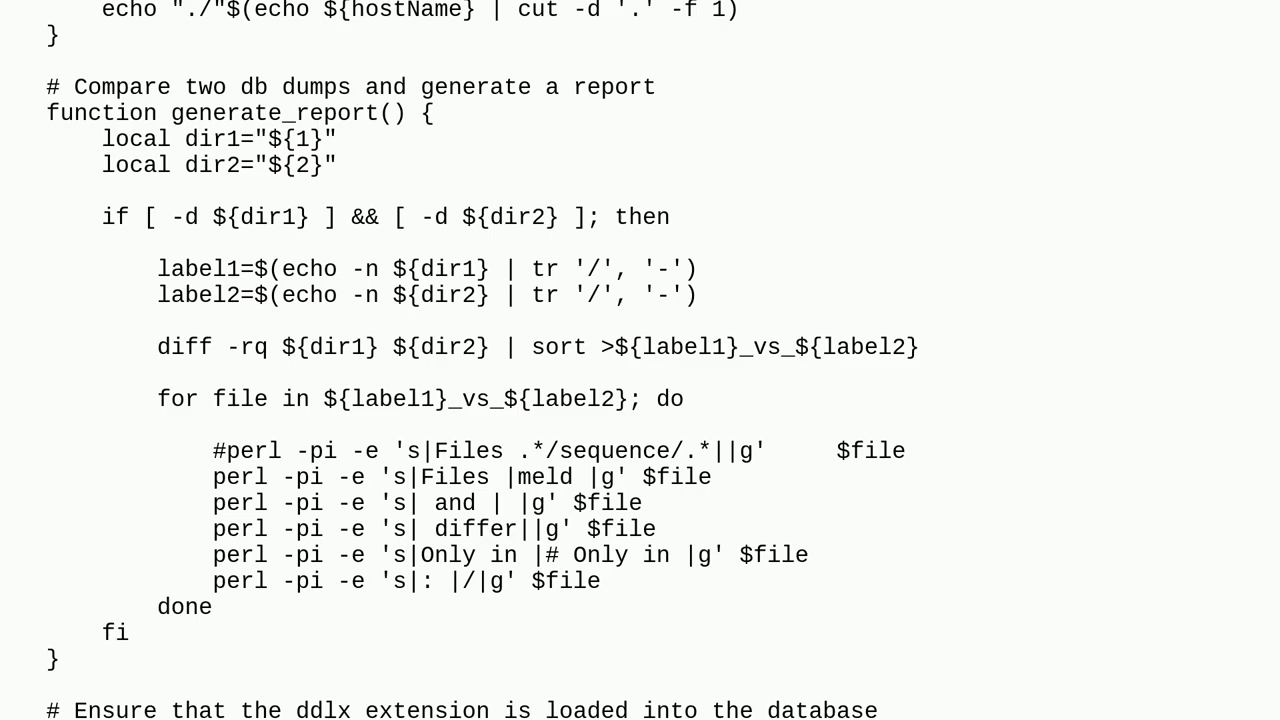 echo "./"$(echo ${hostName} | cut -d '.' -f 1)
}
# Compare two db dumps and generate a report
function generate_report() {
local dir1="${1}"
local dir2="${2}"
if [ -d ${dir1} ] && [ -d ${dir2} ]; then
label1=$(echo -n ${dir1} | tr '/', '-')
label2=$(echo -n ${dir2} | tr '/', '-')
diff -rq ${dir1} ${dir2} | sort >${label1}_vs_${label2}
for file in ${label1}_vs_${label2}; do
#perl -pi -e 's|Files .*/sequence/.*||g'     $file
perl -pi -e 's|Files |meld |g' $file
perl -pi -e 's| and | |g' $file
perl -pi -e 's| differ||g' $file
perl -pi -e 's|Only in |# Only in |g' $file
perl -pi -e 's|: |/|g' $file
done
fi
}
# Ensure that the ddlx extension is loaded into the database